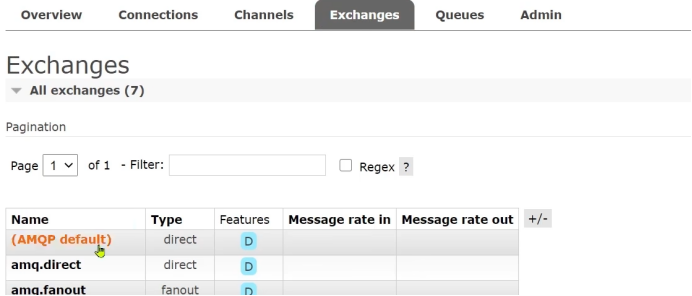 Overview Connections Channels Exchanges Queues Admin
Exchanges
All exchanges (7)
Pagination
Page 1 of 1 - Filter: Regex ?
Name Type Features Message rate in Message rate out +/-
(AMQP default) direct D
amq.direct direct D
amq.fanout fanout D